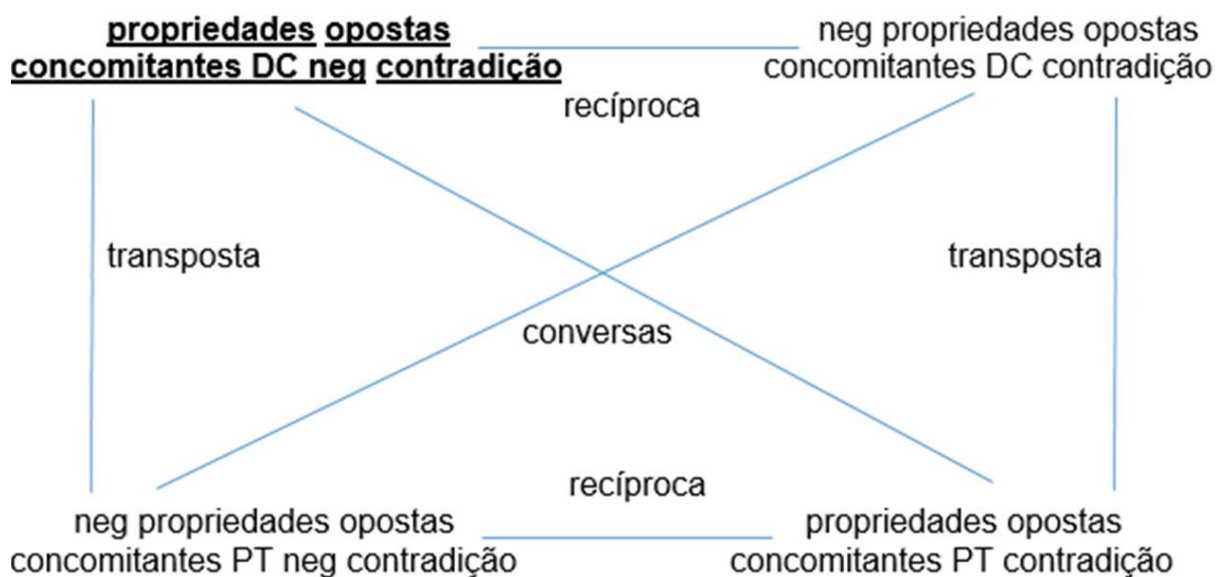 propriedades opostas
concomitantes DC neg contradição
neg propriedades opostas
concomitantes DC contradição
recíproca
transposta
transposta
conversas
recíproca
neg propriedades opostas
concomitantes PT neg contradição
propriedades opostas
concomitantes PT contradição